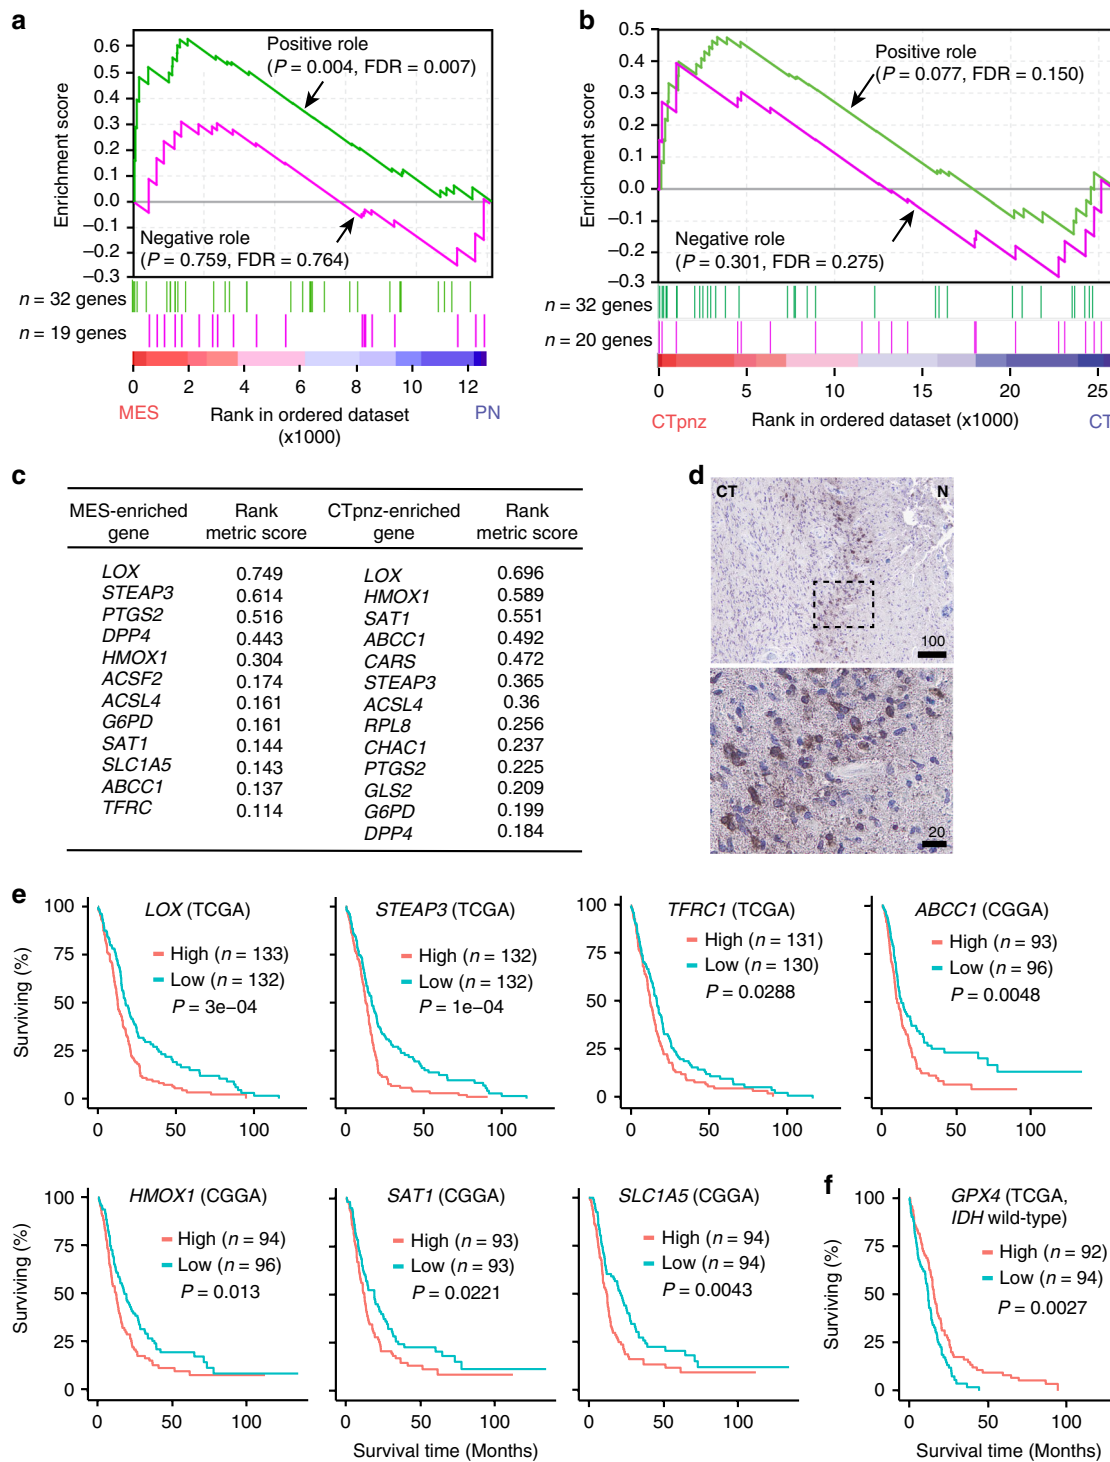 a
0.6
0.5
0.4
0.3
0.2
0.1
0.0
−0.1
−0.2
−0.3
Enrichment score
Positive role
(P = 0.004, FDR = 0.007)
Negative role
(P = 0.759, FDR = 0.764)
n = 32 genes
n = 19 genes
0 2 4 6 8 10 12
MES Rank in ordered dataset PN
(x1000)
b
0.5
0.4
0.3
0.2
0.1
0.0
−0.1
−0.2
−0.3
Enrichment score
Positive role
(P = 0.077, FDR = 0.150)
Negative role
(P = 0.301, FDR = 0.275)
n = 32 genes
n = 20 genes
0 5 10 15 20 25
CTpnz Rank in ordered dataset (x1000) CT
c
MES-enriched gene Rank metric score CTpnz-enriched gene Rank metric score
LOX 0.749 LOX 0.696
STEAP3 0.614 HMOX1 0.589
PTGS2 0.516 SAT1 0.551
DPP4 0.443 ABCC1 0.492
HMOX1 0.304 CARS 0.472
ACSF2 0.174 STEAP3 0.365
ACSL4 0.161 ACSL4 0.36
G6PD 0.161 RPL8 0.256
SAT1 0.144 CHAC1 0.237
SLC1A5 0.143 PTGS2 0.225
ABCC1 0.137 GLS2 0.209
TFRC 0.114 G6PD 0.199
DPP4 0.184
d
CT N
100
20
e
Surviving (%)
100
75
50
25
0
LOX (TCGA)
High (n = 133)
Low (n = 132)
P = 3e−04
0 50 100
STEAP3 (TCGA)
High (n = 132)
Low (n = 132)
P = 1e−04
0 50 100
100
75
50
25
0
TFRC1 (TCGA)
High (n = 131)
Low (n = 130)
P = 0.0288
0 50 100
100
75
50
25
0
ABCC1 (CGGA)
High (n = 93)
Low (n = 96)
P = 0.0048
0 50 100
Surviving (%)
100
75
50
25
0
HMOX1 (CGGA)
High (n = 94)
Low (n = 96)
P = 0.013
0 50 100
SAT1 (CGGA)
High (n = 93)
Low (n = 93)
P = 0.0221
0 50 100
SLC1A5 (CGGA)
High (n = 94)
Low (n = 94)
P = 0.0043
0 50 100
Survival time (Months)
f
Surviving (%)
100
75
50
25
0
GPX4 (TCGA,
IDH wild-type)
High (n = 92)
Low (n = 94)
P = 0.0027
0 50 100
Survival time (Months)